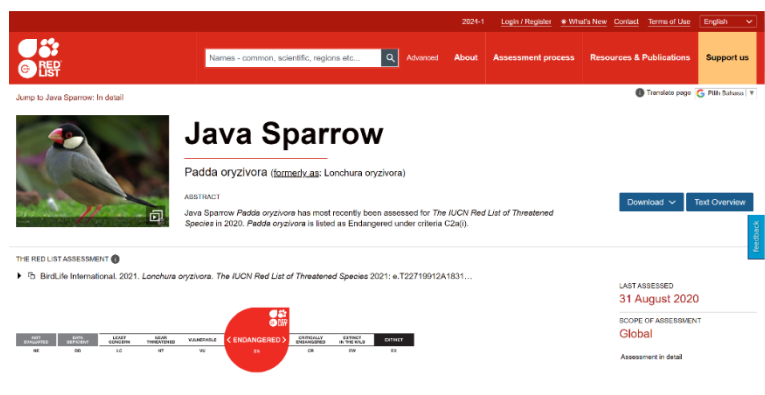 2024-1 Login / Register ✷ What's New Contact Terms of Use English
RED LIST
Names - common, scientific, regions etc... Advanced About Assessment process Resources & Publications Support us
Jump to Java Sparrow: In detail
Translate page G Pilih Bahasa ▼
Java Sparrow
Padda oryzivora (formerly as: Lonchura oryzivora)
ABSTRACT
Java Sparrow Padda oryzivora has most recently been assessed for The IUCN Red List of Threatened
Species in 2020. Padda oryzivora is listed as Endangered under criteria C2a(i).
Download Text Overview
feedback
THE RED LIST ASSESSMENT
BirdLife International. 2021. Lonchura oryzivora. The IUCN Red List of Threatened Species 2021: e.T22719912A1831...
LAST ASSESSED
31 August 2020
SCOPE OF ASSESSMENT
Global
Assessment in detail
RED LIST
NOT EVALUATED DATA DEFICIENT LEAST CONCERN NEAR THREATENED VULNERABLE < ENDANGERED > CRITICALLY ENDANGERED EXTINCT IN THE WILD EXTINCT
NE DD LC NT VU EN CR EW EX